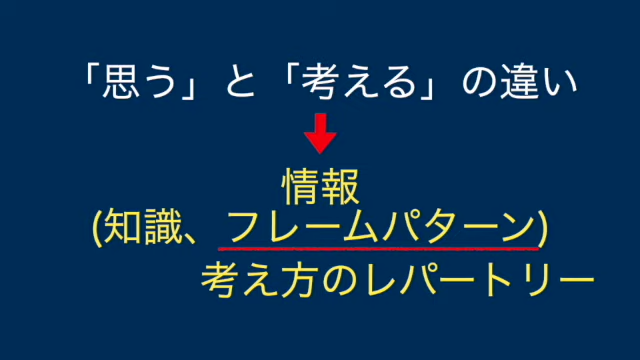 「思う」と「考える」の違い
情報
(知識、フレームパターン)
考え方のレパートリー